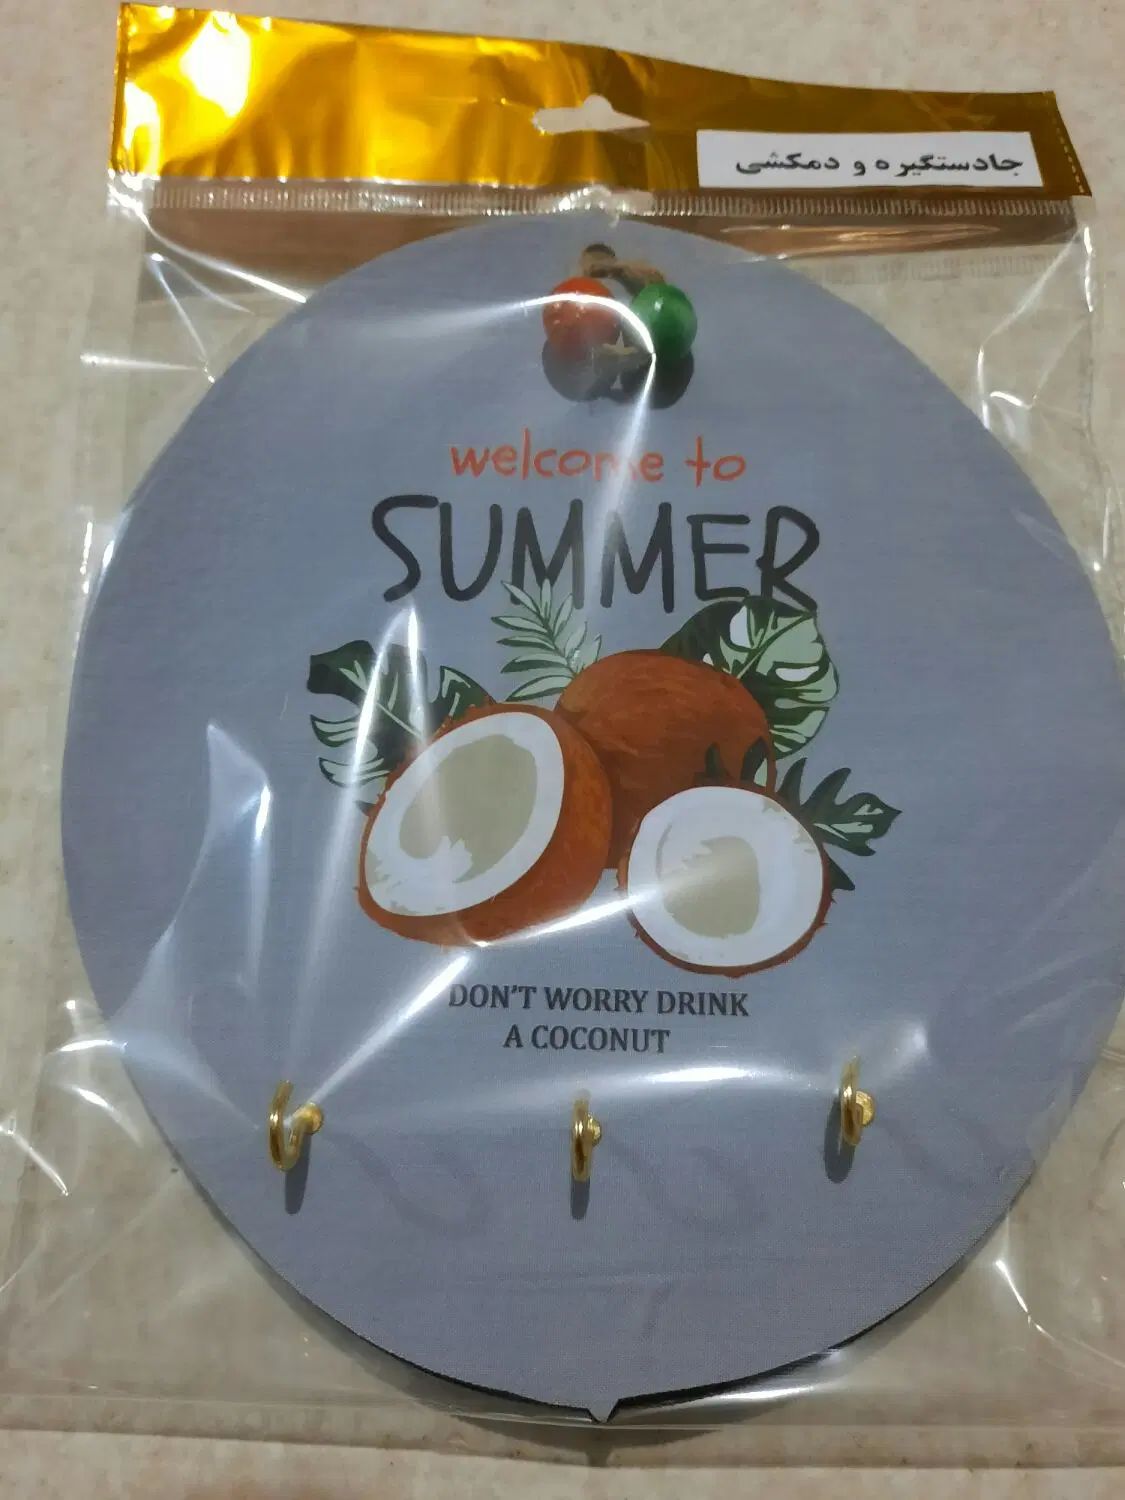 جادستگیره و دمکشی
welcome to
SUMMER
DON'T WORRY DRINK
A COCONUT